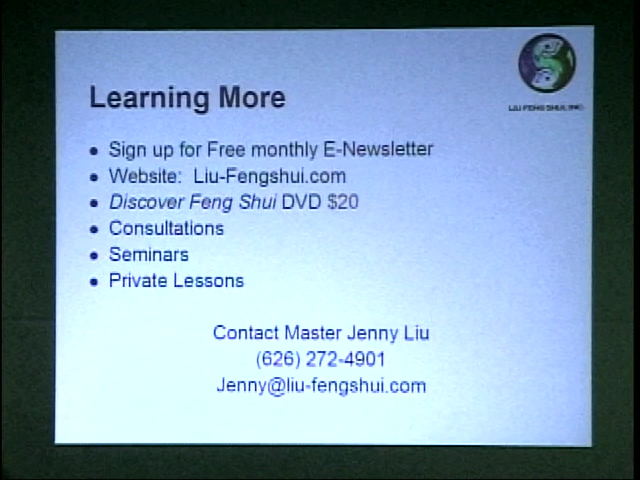 LIU FENG SHUI, INC.
Learning More
• Sign up for Free monthly E-Newsletter
• Website: Liu-Fengshui.com
• Discover Feng Shui DVD $20
• Consultations
• Seminars
• Private Lessons
Contact Master Jenny Liu
(626) 272-4901
Jenny@liu-fengshui.com